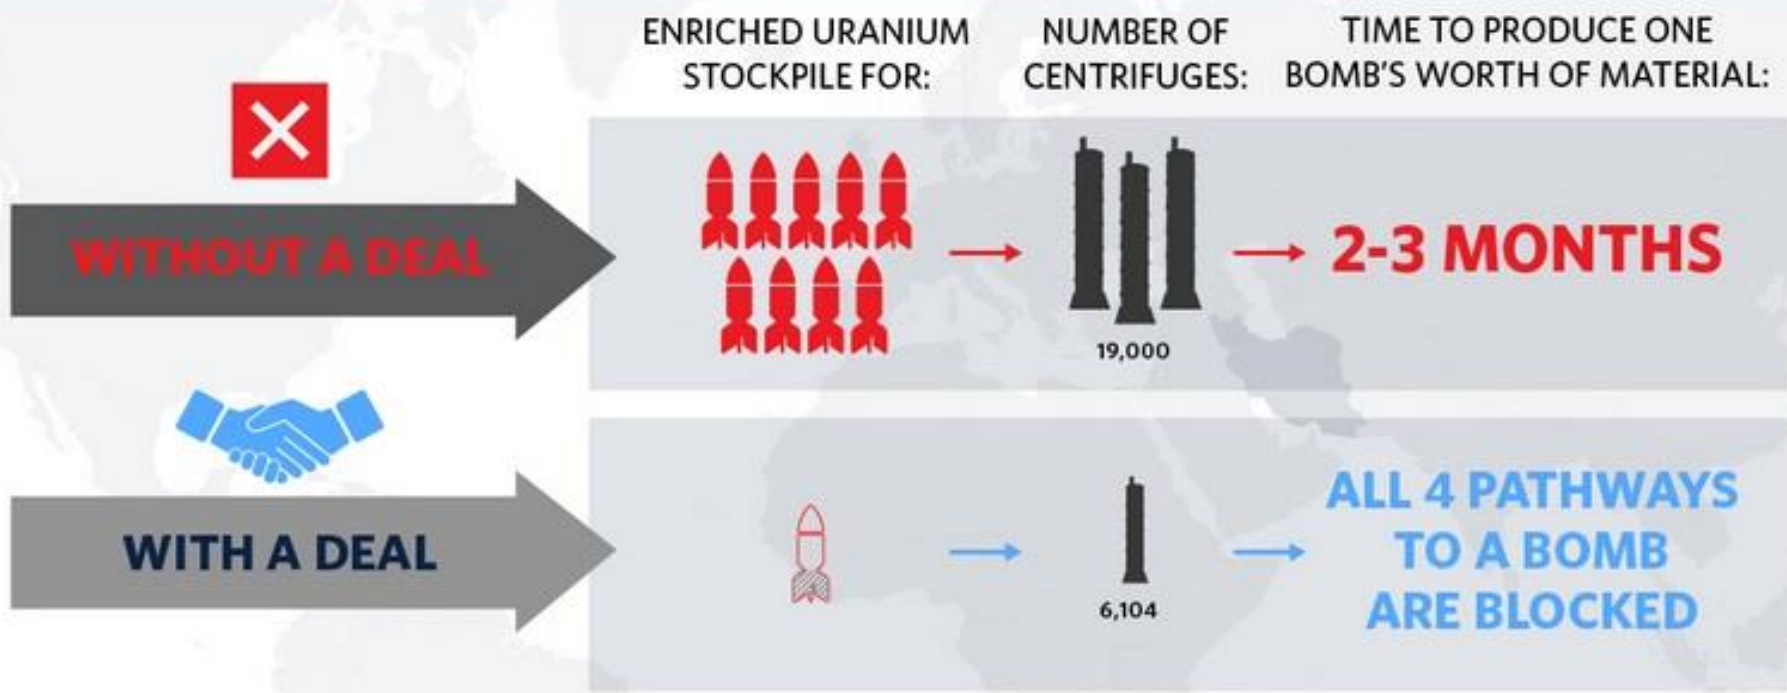 ENRICHED URANIUM
STOCKPILE FOR:
NUMBER OF
CENTRIFUGES:
TIME TO PRODUCE ONE
BOMB'S WORTH OF MATERIAL:
WITHOUT A DEAL
19,000
2-3 MONTHS
WITH A DEAL
6,104
ALL 4 PATHWAYS
TO A BOMB
ARE BLOCKED